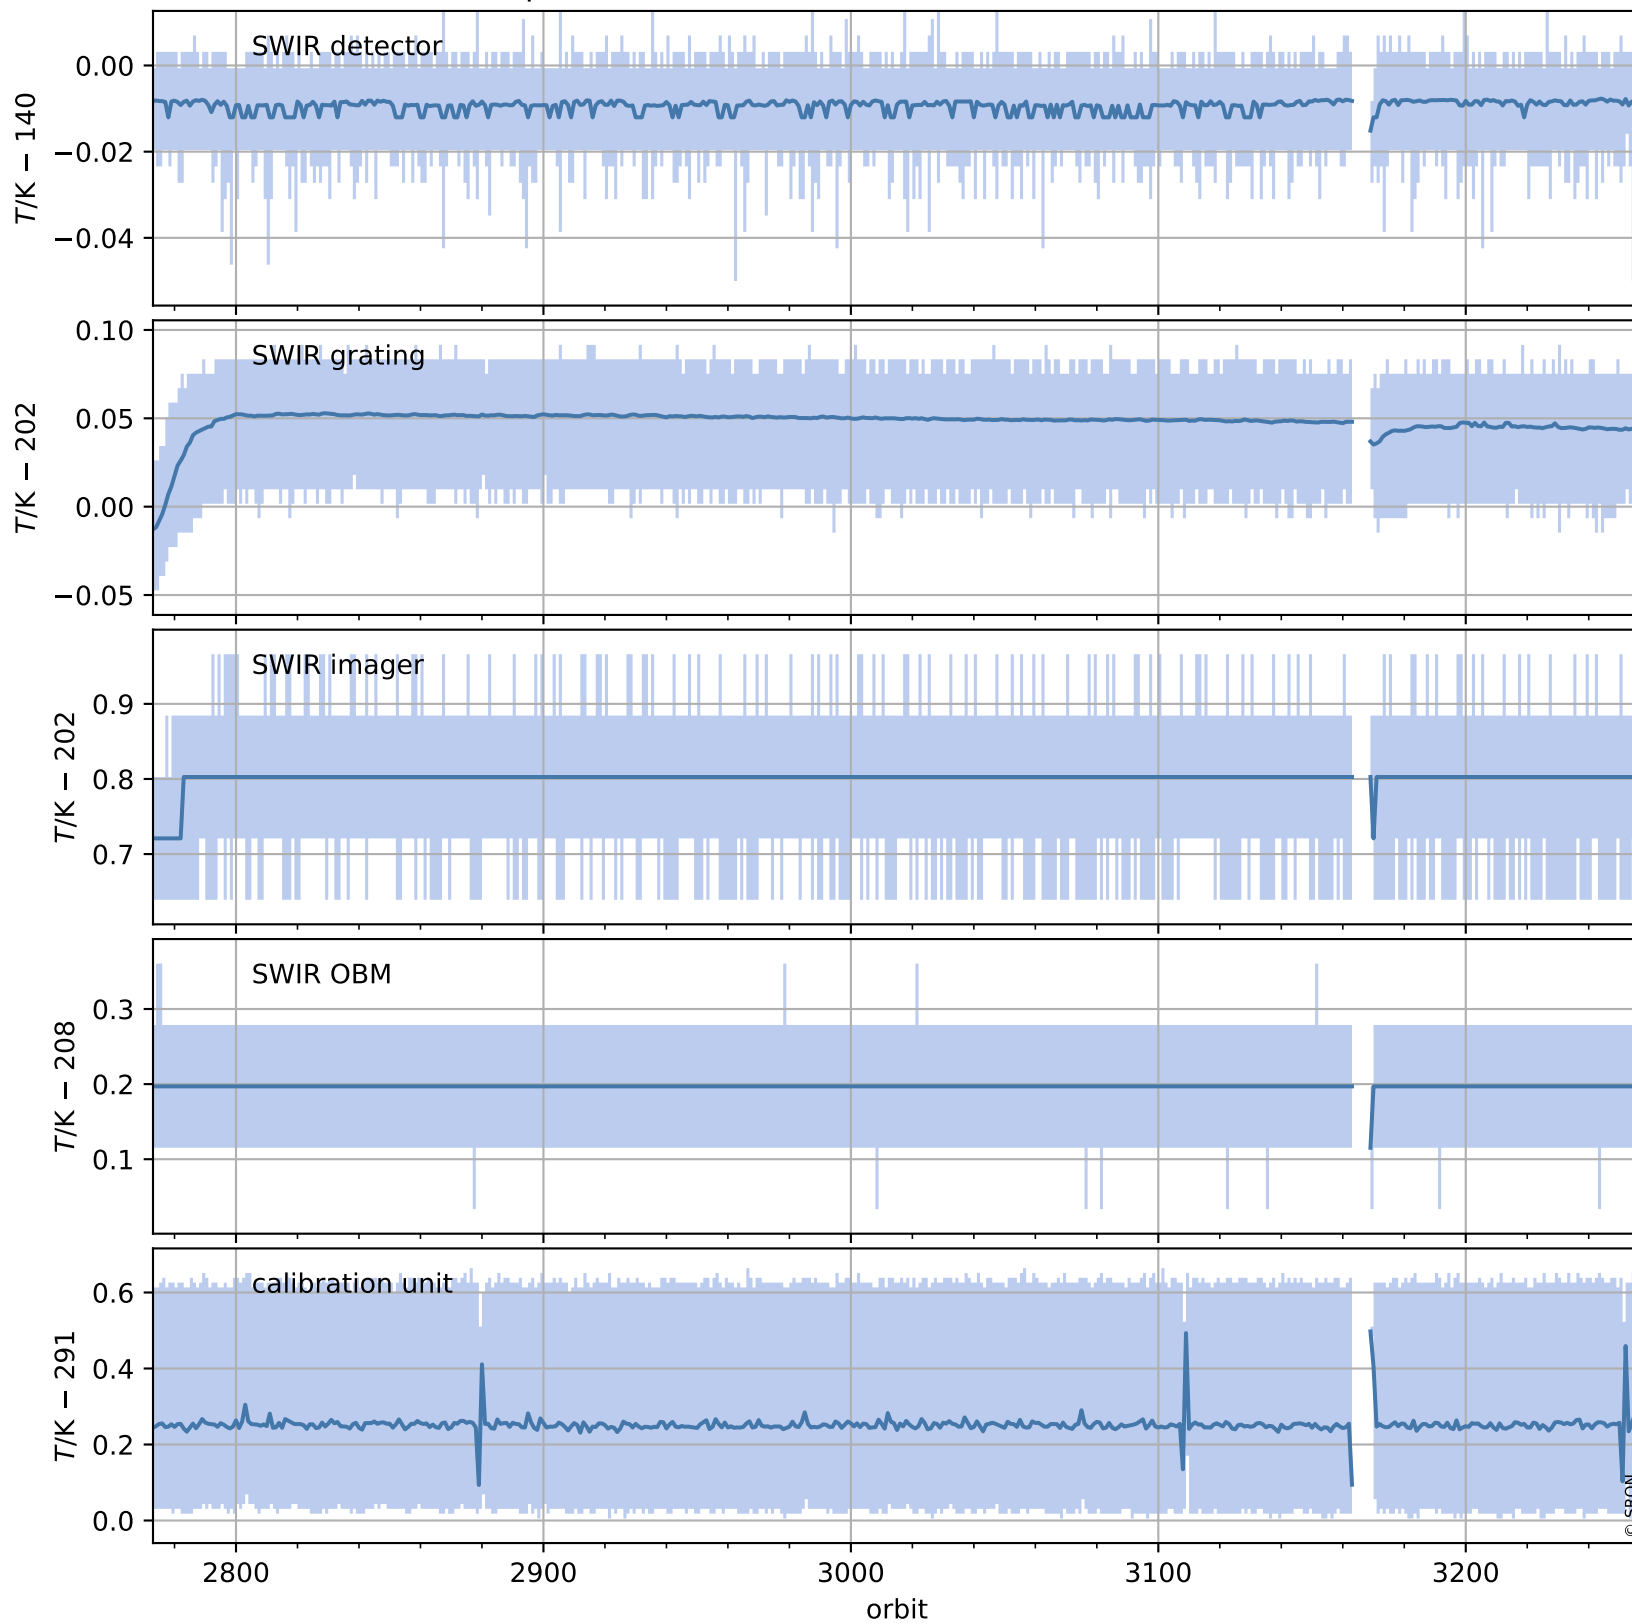 SWIR detector
0.00
−0.02
−0.04
T/K − 140
SWIR grating
0.10
0.05
0.00
−0.05
T/K − 202
SWIR imager
0.9
0.8
0.7
T/K − 202
SWIR OBM
0.3
0.2
0.1
T/K − 208
calibration unit
0.6
0.4
0.2
0.0
T/K − 291
2800 2900 3000 3100 3200
orbit
© SRON